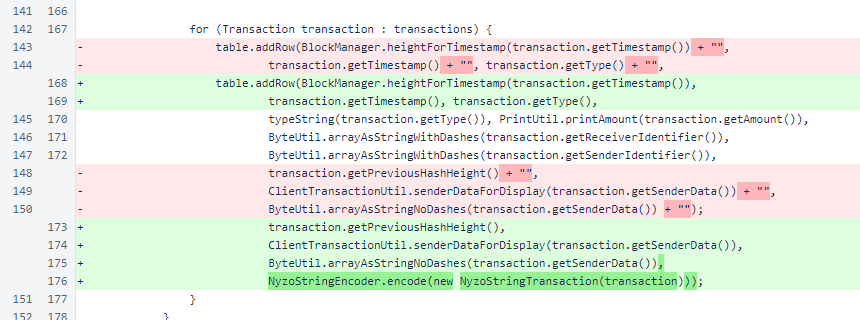 141 166
142 167 for (Transaction transaction : transactions) {
143 - table.addRow(BlockManager.heightForTimestamp(transaction.getTimestamp()) + "",
144 - transaction.getTimestamp() + "", transaction.getType() + "",
168 + table.addRow(BlockManager.heightForTimestamp(transaction.getTimestamp()),
169 + transaction.getTimestamp(), transaction.getType(),
145 170 typeString(transaction.getType()), PrintUtil.printAmount(transaction.getAmount()),
146 171 ByteUtil.arrayAsStringWithDashes(transaction.getReceiverIdentifier()),
147 172 ByteUtil.arrayAsStringWithDashes(transaction.getSenderIdentifier()),
148 - transaction.getPreviousHashHeight() + "",
149 - ClientTransactionUtil.senderDataForDisplay(transaction.getSenderData()) + "",
150 - ByteUtil.arrayAsStringNoDashes(transaction.getSenderData()) + "");
173 + transaction.getPreviousHashHeight(),
174 + ClientTransactionUtil.senderDataForDisplay(transaction.getSenderData()),
175 + ByteUtil.arrayAsStringNoDashes(transaction.getSenderData()),
176 + NyzoStringEncoder.encode(new NyzoStringTransaction(transaction)));
151 177 }
152 178 }